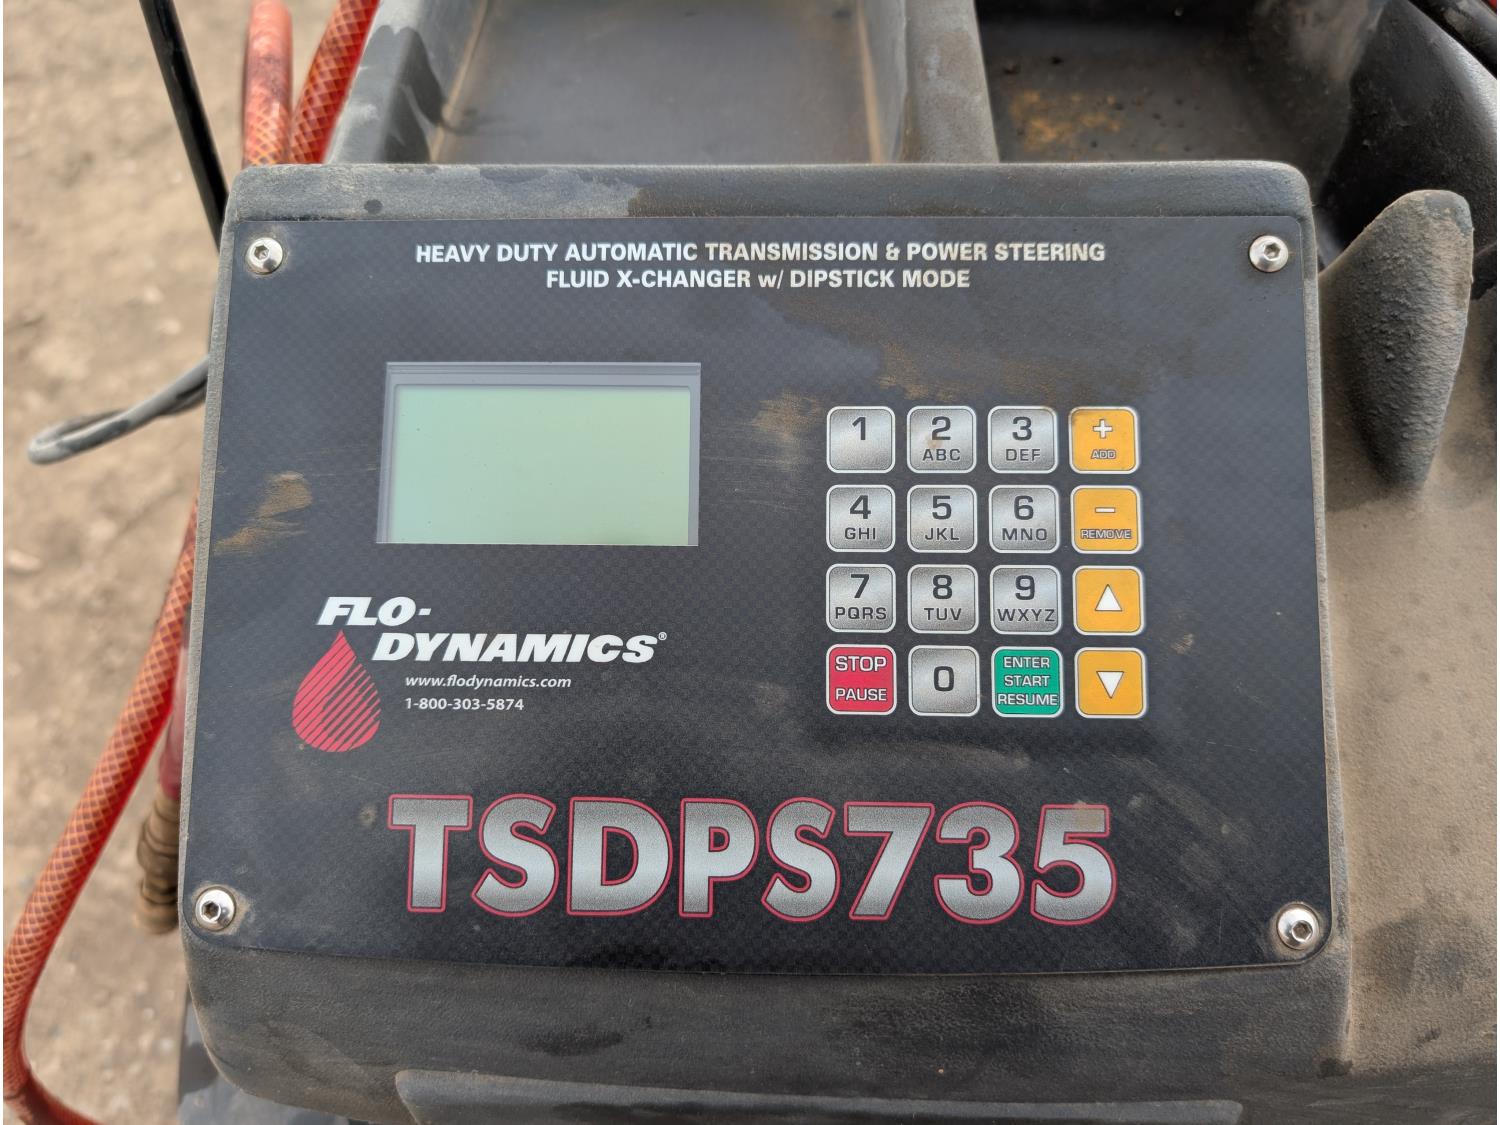 HEAVY DUTY AUTOMATIC TRANSMISSION & POWER STEERING
FLUID X-CHANGER w/ DIPSTICK MODE
1
2
ABC
3
DEF
+
ADD
4
GHI
5
JKL
6
MNO
−
REMOVE
7
PQRS
8
TUV
9
WXYZ
STOP
PAUSE
0
ENTER
START
RESUME
FLO-
DYNAMICS®
www.flodynamics.com
1-800-303-5874
TSDPS735